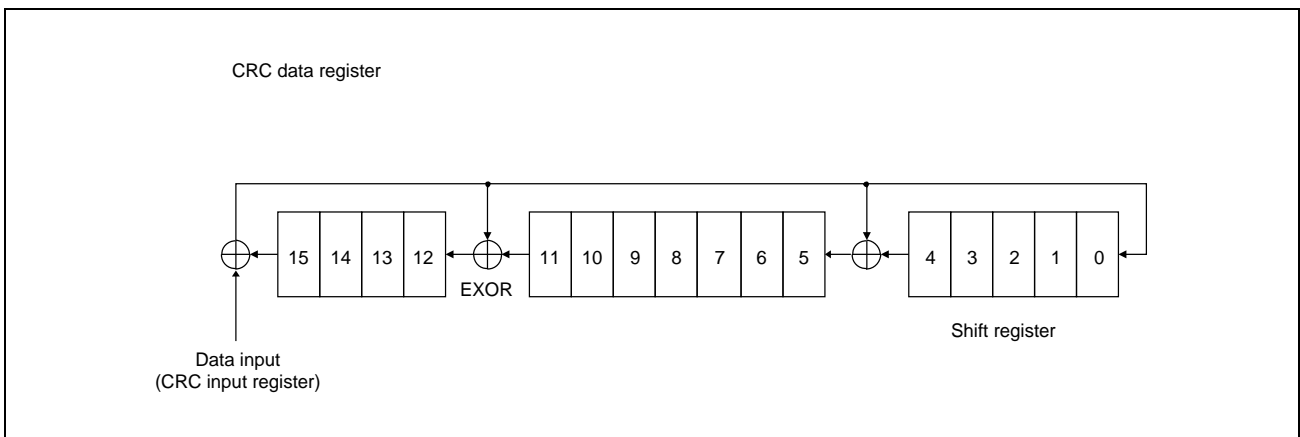 CRC data register
15 14 13 12 11 10 9 8 7 6 5 4 3 2 1 0
EXOR
Shift register
Data input
(CRC input register)